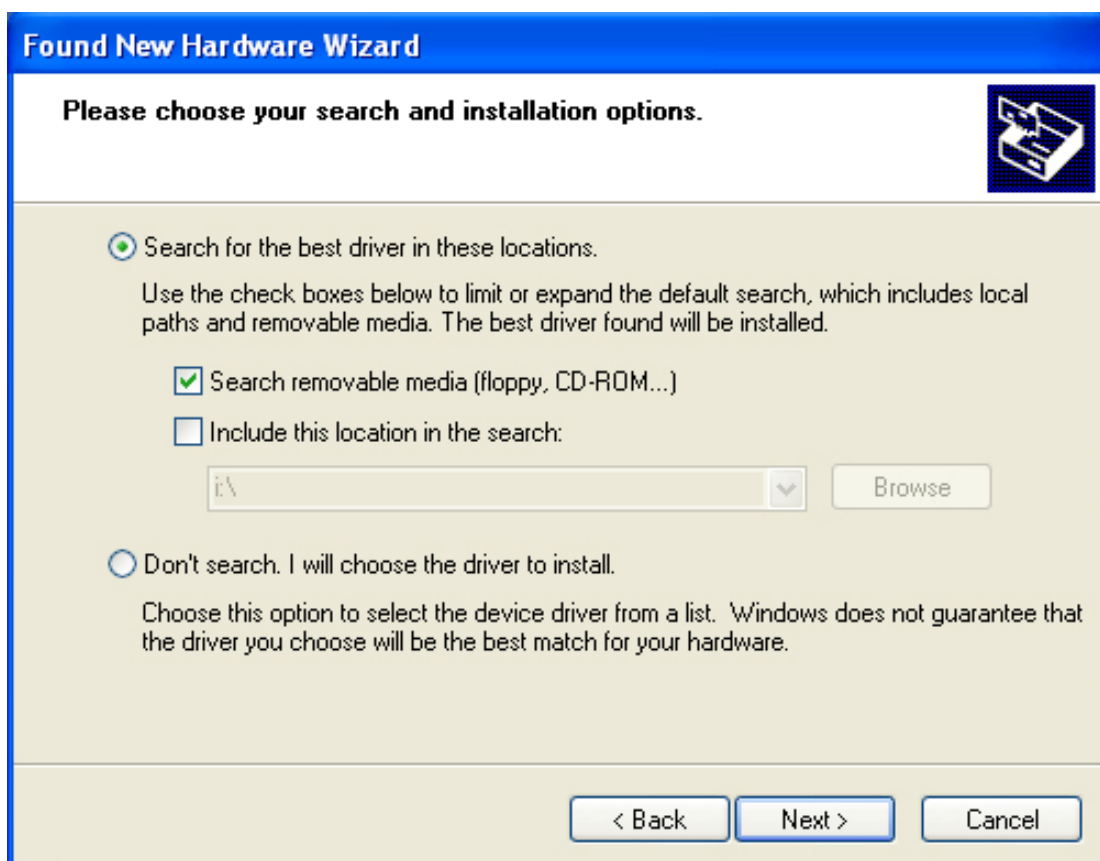 Found New Hardware Wizard
Please choose your search and installation options.
Search for the best driver in these locations.
Use the check boxes below to limit or expand the default search, which includes local
paths and removable media. The best driver found will be installed.
Search removable media (floppy, CD-ROM...)
Include this location in the search:
i:\
Browse
Don't search. I will choose the driver to install.
Choose this option to select the device driver from a list.  Windows does not guarantee that
the driver you choose will be the best match for your hardware.
< Back
Next >
Cancel